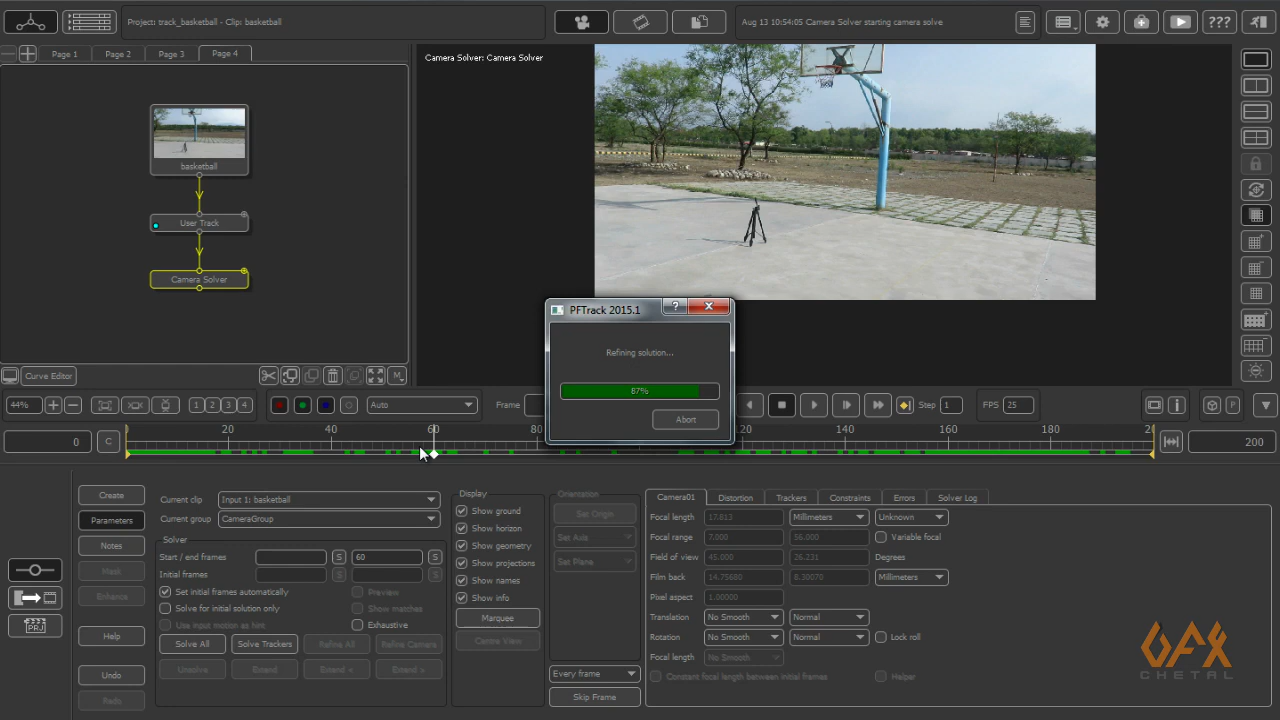 Project: track_basketball - Clip: basketball
Aug 13 10:54:05 Camera Solver starting camera solve
???
Page 1 Page 2 Page 3 Page 4
Camera Solver: Camera Solver
basketball
User Track
Camera Solver
PFTrack 2015.1
?
Refining solution...
87%
Abort
Curve Editor
M
44%
1 2 3 4
Auto
Frame
Step 1
FPS 25
P
0
C
20 40 60 80 120 140 160 180 20
200
Create
Parameters
Notes
Mask
Enhance
Help
Undo
Redo
PRJ
Current clip Input 1: basketball
Current group CameraGroup
Solver
Start / end frames S 60 S
Initial frames S S
Set initial frames automatically Preview
Solve for initial solution only Show matches
Use input motion as hint Exhaustive
Solve All Solve Trackers Refine All Refine Camera
Unsolve Extend Extend < Extend >
Display
Show ground
Show horizon
Show geometry
Show projections
Show names
Show info
Marquee
Centre View
Orientation
Set Origin
Set Axis
Set Plane
Every frame
Skip Frame
Camera01 Distortion Trackers Constraints Errors Solver Log
Focal length 17.813 Millimeters Unknown
Focal range 7.000 56.000 Variable focal
Field of view 45.000 26.231 Degrees
Film back 14.75680 8.30070 Millimeters
Pixel aspect 1.00000
Translation No Smooth Normal
Rotation No Smooth Normal Lock roll
Focal length No Smooth
Constant focal length between initial frames Helper
GFX
CHETAL